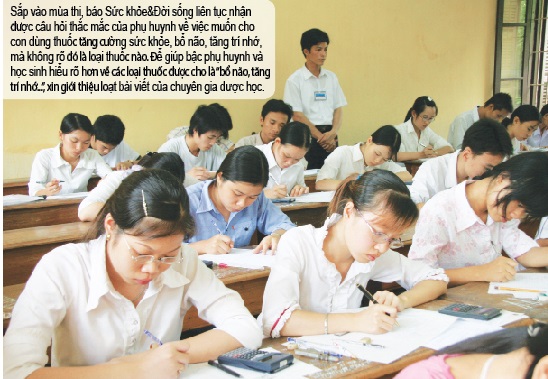 Sắp vào mùa thi, báo Sức khỏe&Đời sống liên tục nhận
được câu hỏi thắc mắc của phụ huynh về việc muốn cho
con dùng thuốc tăng cường sức khỏe, bổ não, tăng trí nhớ,
mà không rõ đó là loại thuốc nào. Để giúp bậc phụ huynh và
học sinh hiểu rõ hơn về các loại thuốc được cho là "bổ não, tăng
trí nhớ...", xin giới thiệu loạt bài viết của chuyên gia dược học.